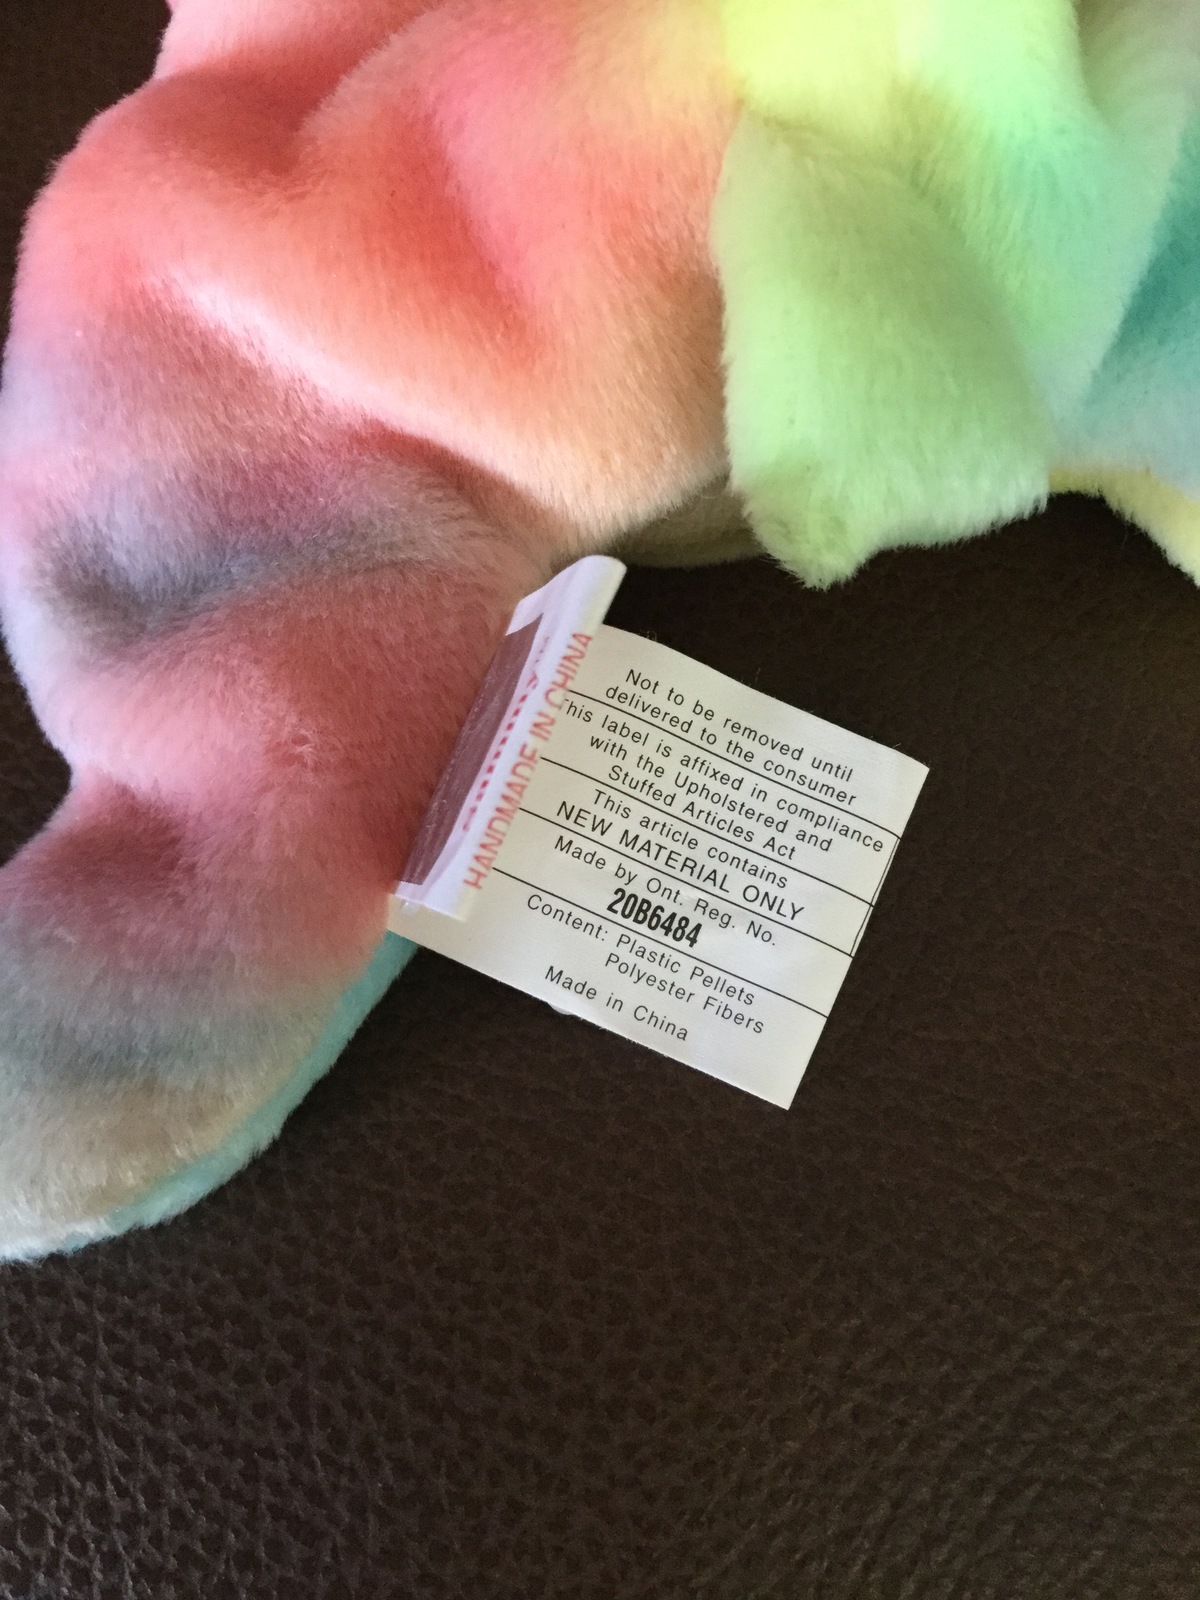 HANDMADE IN CHINA
Not to be removed until
delivered to the consumer
This label is affixed in compliance
with the Upholstered and
Stuffed Articles Act
This article contains
NEW MATERIAL ONLY
Made by Ont. Reg. No.
20B6484
Content: Plastic Pellets
Polyester Fibers
Made in China